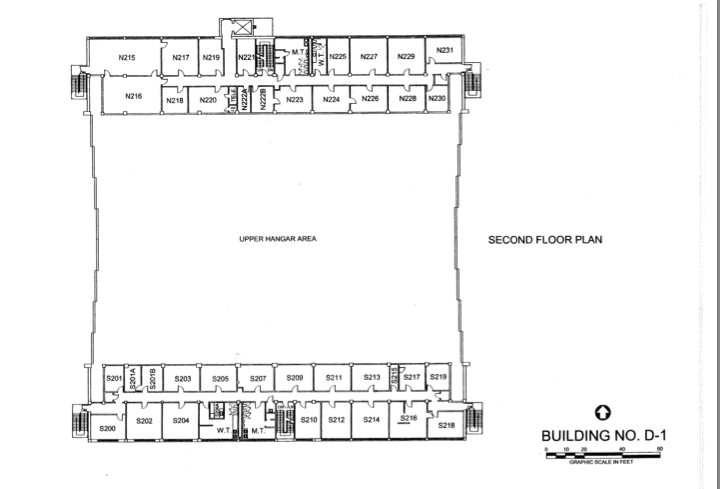 N215
N217
N219
N221
M.T.
W.T.
N225
N227
N229
N231
N216
N218
N220
TELE
N222A
N222B
N223
N224
N226
N228
N230
UPPER HANGAR AREA
SECOND FLOOR PLAN
S201
S201A
S201B
S203
S205
S207
S209
S211
S213
S215
S217
S219
S200
S202
S204
W.T.
M.T.
S210
S212
S214
S216
S218
BUILDING NO. D-1
0 10 20 40 60
GRAPHIC SCALE IN FEET